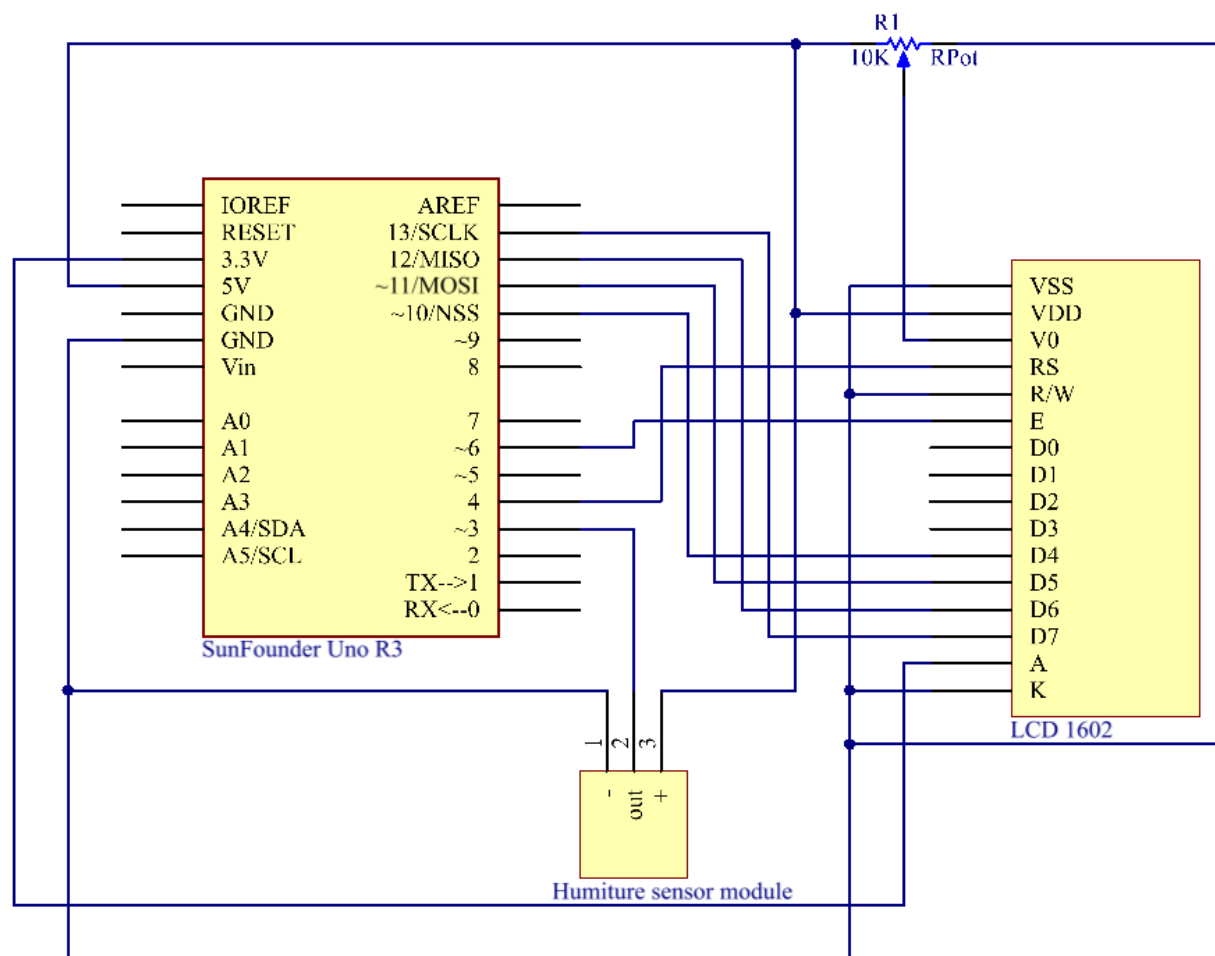 R1
10K RPot
IOREF AREF
RESET 13/SCLK
3.3V 12/MISO
5V ~11/MOSI
GND ~10/NSS
GND ~9
Vin 8
A0 7
A1 ~6
A2 ~5
A3 4
A4/SDA ~3
A5/SCL 2
TX-->1
RX<--0
SunFounder Uno R3
VSS
VDD
V0
RS
R/W
E
D0
D1
D2
D3
D4
D5
D6
D7
A
K
LCD 1602
1 2 3
- out +
Humiture sensor module